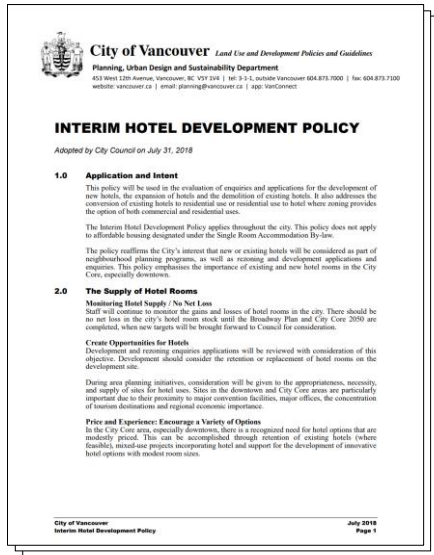 City of Vancouver Land Use and Development Policies and Guidelines
Planning, Urban Design and Sustainability Department
453 West 12th Avenue, Vancouver, BC V5Y 1V4 | tel: 3-1-1, outside Vancouver 604.873.7000 | fax: 604.873.7100
website: vancouver.ca | email: planning@vancouver.ca | app: VanConnect
INTERIM HOTEL DEVELOPMENT POLICY
Adopted by City Council on July 31, 2018
1.0 Application and Intent
This policy will be used in the evaluation of enquiries and applications for the development of
new hotels, the expansion of hotels and the demolition of existing hotels. It also addresses the
conversion of existing hotels to residential use or residential use to hotel where zoning provides
the option of both commercial and residential uses.
The Interim Hotel Development Policy applies throughout the city. This policy does not apply
to affordable housing designated under the Single Room Accommodation By-law.
The policy reaffirms the City's interest that new or existing hotels will be considered as part of
neighbourhood planning programs, as well as rezoning and development applications and
enquiries. This policy emphasises the importance of existing and new hotel rooms in the City
Core, especially downtown.
2.0 The Supply of Hotel Rooms
Monitoring Hotel Supply / No Net Loss
Staff will continue to monitor the gains and losses of hotel rooms in the city. There should be
no net loss in the city's hotel room stock until the Broadway Plan and City Core 2050 are
completed, when new targets will be brought forward to Council for consideration.
Create Opportunities for Hotels
Development and rezoning enquiries applications will be reviewed with consideration of this
objective. Development should consider the retention or replacement of hotel rooms on the
development site.
During area planning initiatives, consideration will be given to the appropriateness, necessity,
and supply of sites for hotel uses. Sites in the downtown and City Core areas are particularly
important due to their proximity to major convention facilities, major offices, the concentration
of tourism destinations and regional economic importance.
Price and Experience: Encourage a Variety of Options
In the City Core area, especially downtown, there is a recognized need for hotel options that are
modestly priced. This can be accomplished through retention of existing hotels (where
feasible), mixed-use projects incorporating hotel and support for the development of innovative
hotel options with modest room sizes.
City of Vancouver July 2018
Interim Hotel Development Policy Page 1